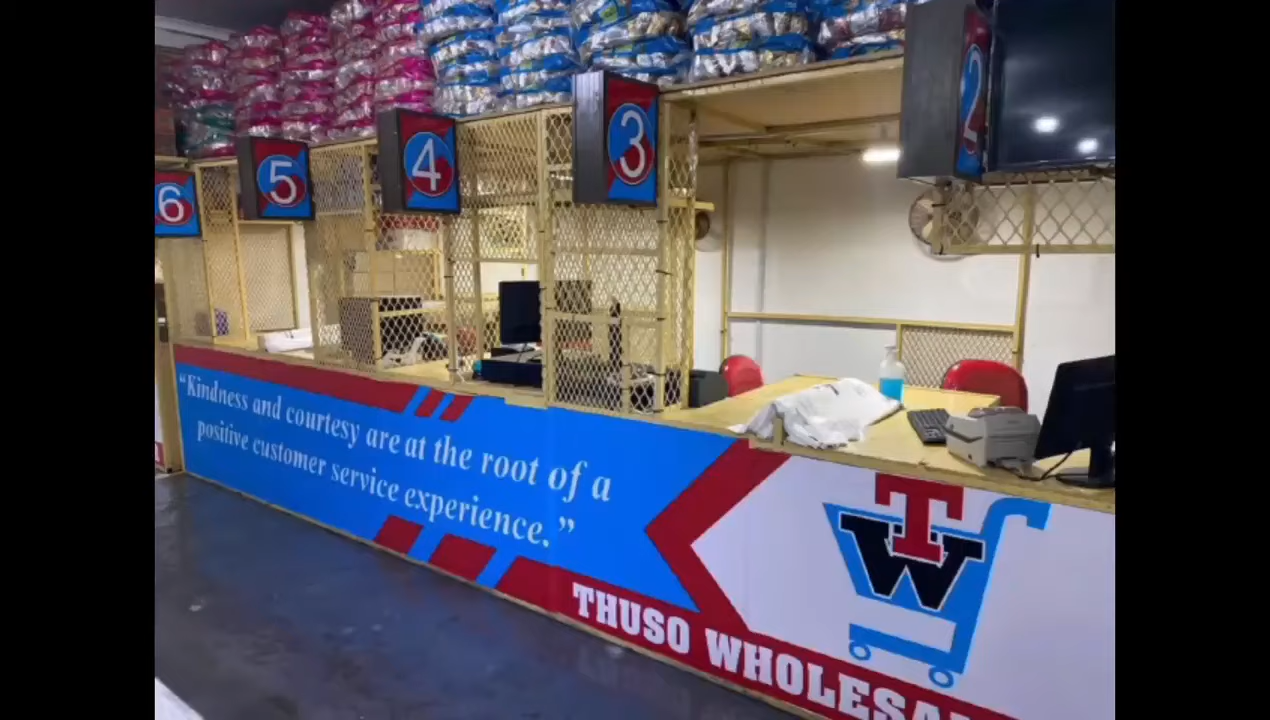 6
5
4
3
2
“Kindness and courtesy are at the root of a
positive customer service experience.”
TW
THUSO WHOLESA